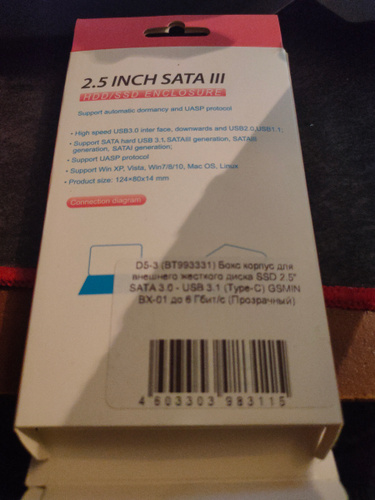 2.5 INCH SATA III
HDD/SSD ENCLOSURE
Support automatic dormancy and UASP protocol
• High speed USB3.0 inter face, downwards and USB2.0,USB1.1;
• Support SATA hard USB 3.1, SATAIII generation, SATAII
generation, SATAI generation;
• Support UASP protocol
• Support Win XP, Vista, Win7/8/10, Mac OS, Linux
• Product size: 124×80x14 mm
Connection diagram
D5-3 (BT993331) Бокс корпус для
внешнего жесткого диска SSD 2.5"
SATA 3.0 - USB 3.1 (Type-C) GSMIN
BX-01 до 6 Гбит/с (Прозрачный)
4 603303 983115